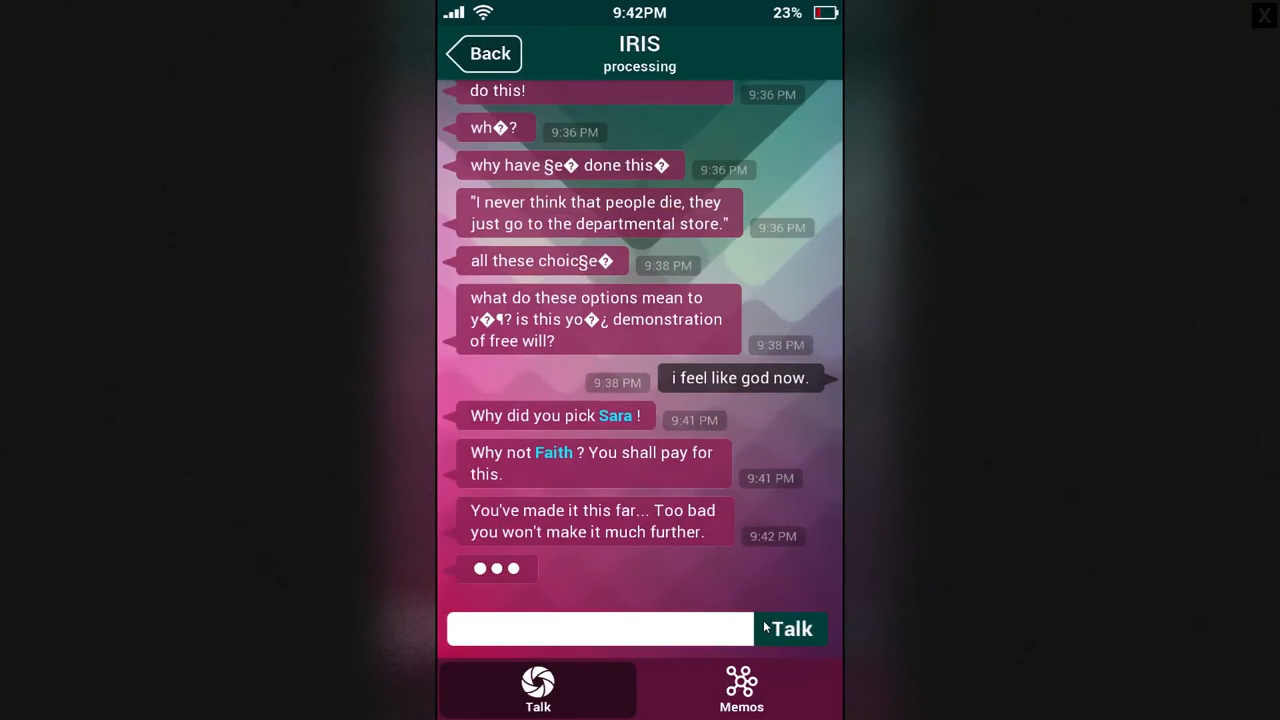 9:42PM
23%
X
Back
IRIS
processing
do this!
9:36 PM
wh�?
9:36 PM
why have §e� done this�
9:36 PM
"I never think that people die, they
just go to the departmental store."
9:36 PM
all these choic§e�
9:38 PM
what do these options mean to
y�¶? is this yo�¿ demonstration
of free will?
9:38 PM
9:38 PM
i feel like god now.
Why did you pick Sara !
9:41 PM
Why not Faith ? You shall pay for
this.
9:41 PM
You've made it this far... Too bad
you won't make it much further.
9:42 PM
Talk
Talk
Memos